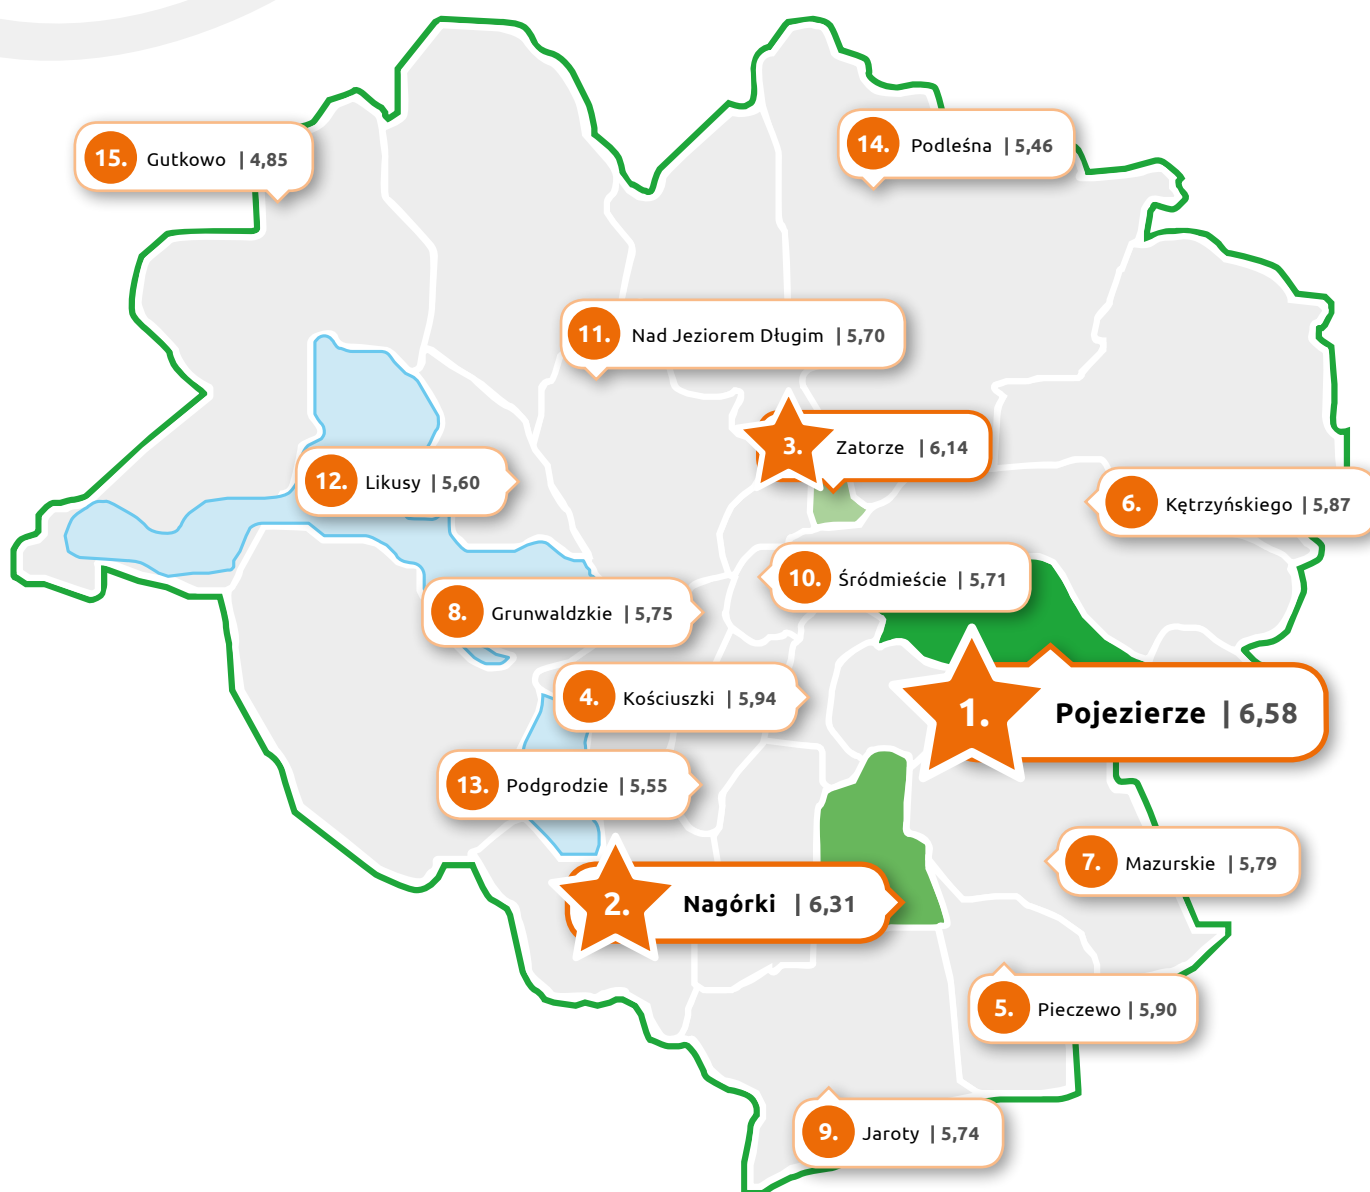 15. Gutkowo | 4,85
14. Podleśna | 5,46
11. Nad Jeziorem Długim | 5,70
3. Zatorze | 6,14
12. Likusy | 5,60
6. Kętrzyńskiego | 5,87
10. Śródmieście | 5,71
8. Grunwaldzkie | 5,75
4. Kościuszki | 5,94
1. Pojezierze | 6,58
13. Podgrodzie | 5,55
7. Mazurskie | 5,79
2. Nagórki | 6,31
5. Pieczewo | 5,90
9. Jaroty | 5,74